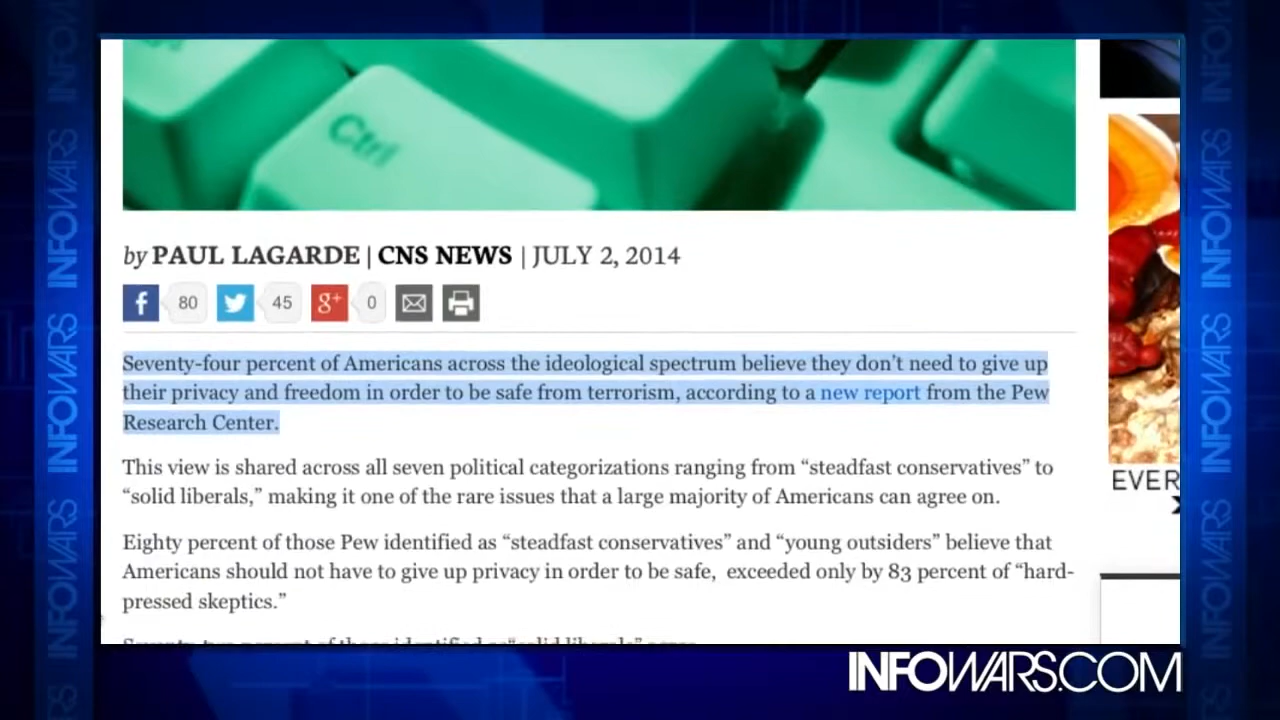 Ctrl
by PAUL LAGARDE | CNS NEWS | JULY 2, 2014
80 45 g+ 0
Seventy-four percent of Americans across the ideological spectrum believe they don't need to give up
their privacy and freedom in order to be safe from terrorism, according to a new report from the Pew
Research Center.
This view is shared across all seven political categorizations ranging from “steadfast conservatives” to
“solid liberals,” making it one of the rare issues that a large majority of Americans can agree on.
Eighty percent of those Pew identified as “steadfast conservatives” and “young outsiders” believe that
Americans should not have to give up privacy in order to be safe,  exceeded only by 83 percent of “hard-
pressed skeptics.”
EVER
INFOWARS
INFOWARS
INFOWARS
INFOWARS
INFOWARS
INFOWARS
INFOWARS.COM